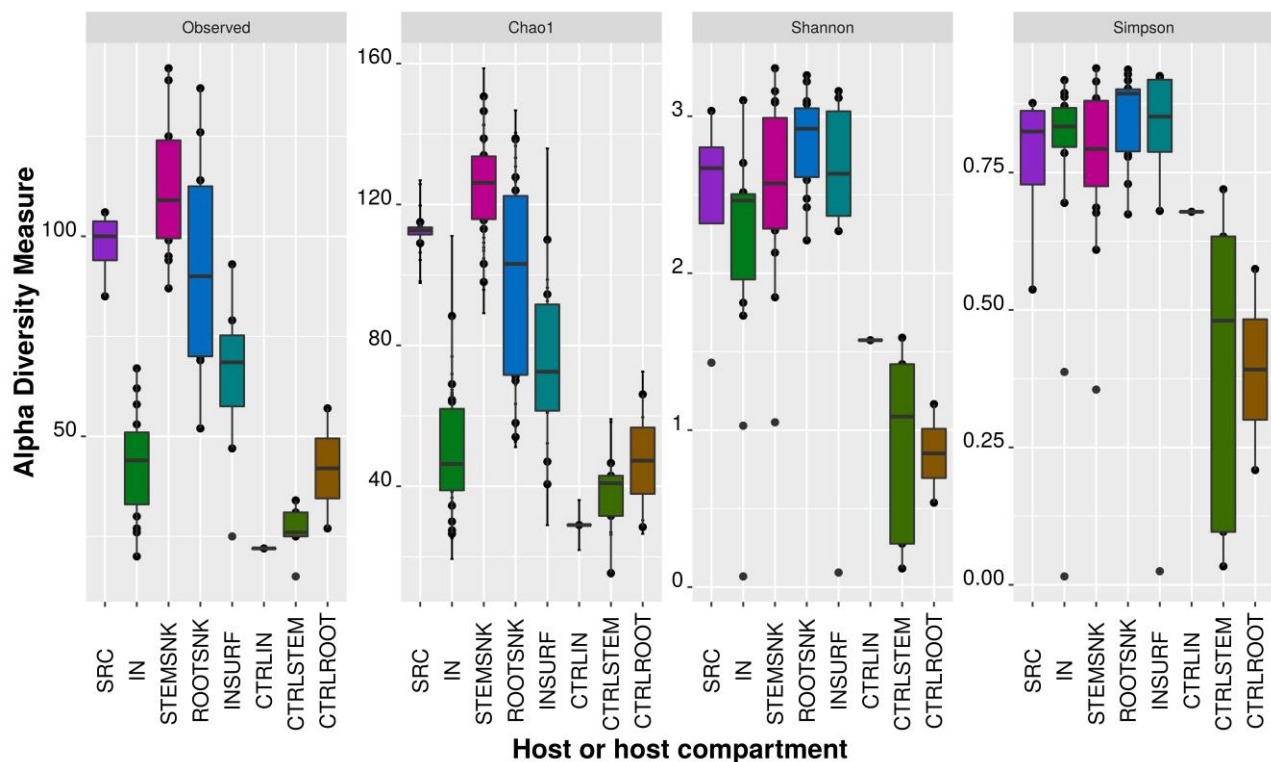 Observed
Chao1
Shannon
Simpson
Alpha Diversity Measure
100
50
160
120
80
40
3
2
1
0
0.75
0.50
0.25
0.00
SRC
IN
STEMSNK
ROOTSNK
INSURF
CTRLIN
CTRLSTEM
CTRLROOT
SRC
IN
STEMSNK
ROOTSNK
INSURF
CTRLIN
CTRLSTEM
CTRLROOT
SRC
IN
STEMSNK
ROOTSNK
INSURF
CTRLIN
CTRLSTEM
CTRLROOT
SRC
IN
STEMSNK
ROOTSNK
INSURF
CTRLIN
CTRLSTEM
CTRLROOT
Host or host compartment